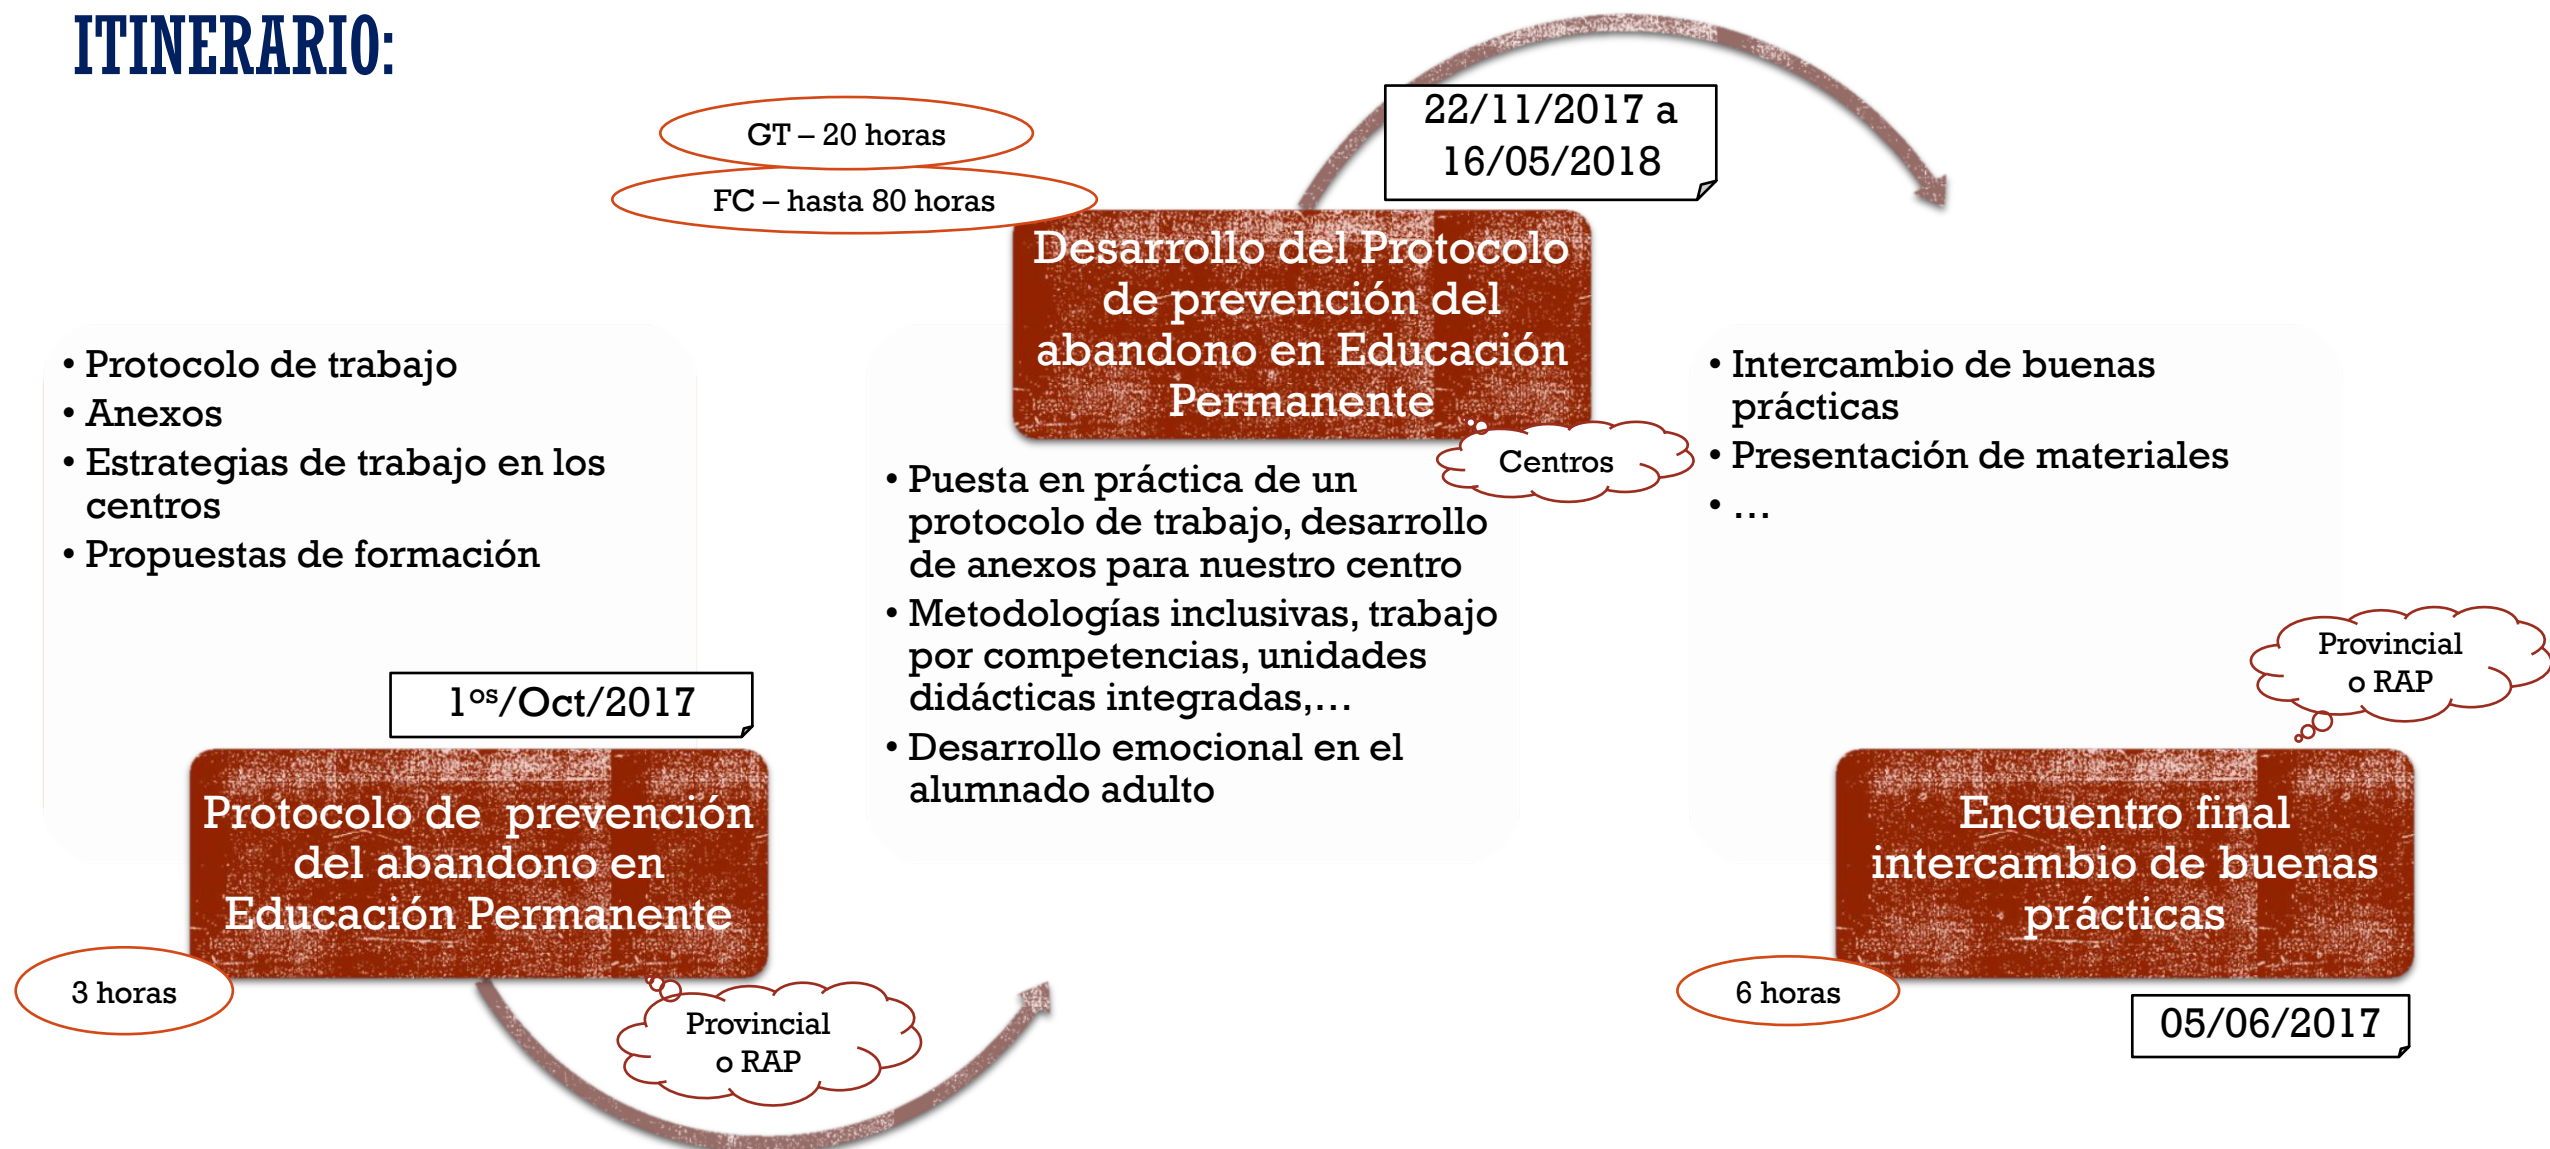 ITINERARIO:
• Protocolo de trabajo
• Anexos
• Estrategias de trabajo en los
centros
• Propuestas de formación
1os/Oct/2017
Protocolo de prevención
del abandono en
Educación Permanente
3 horas
Provincial
o RAP
GT – 20 horas
FC – hasta 80 horas
22/11/2017 a
16/05/2018
Desarrollo del Protocolo
de prevención del
abandono en Educación
Permanente
Centros
• Puesta en práctica de un
protocolo de trabajo, desarrollo
de anexos para nuestro centro
• Metodologías inclusivas, trabajo
por competencias, unidades
didácticas integradas,…
• Desarrollo emocional en el
alumnado adulto
• Intercambio de buenas
prácticas
• Presentación de materiales
• …
Provincial
o RAP
Encuentro final
intercambio de buenas
prácticas
6 horas
05/06/2017